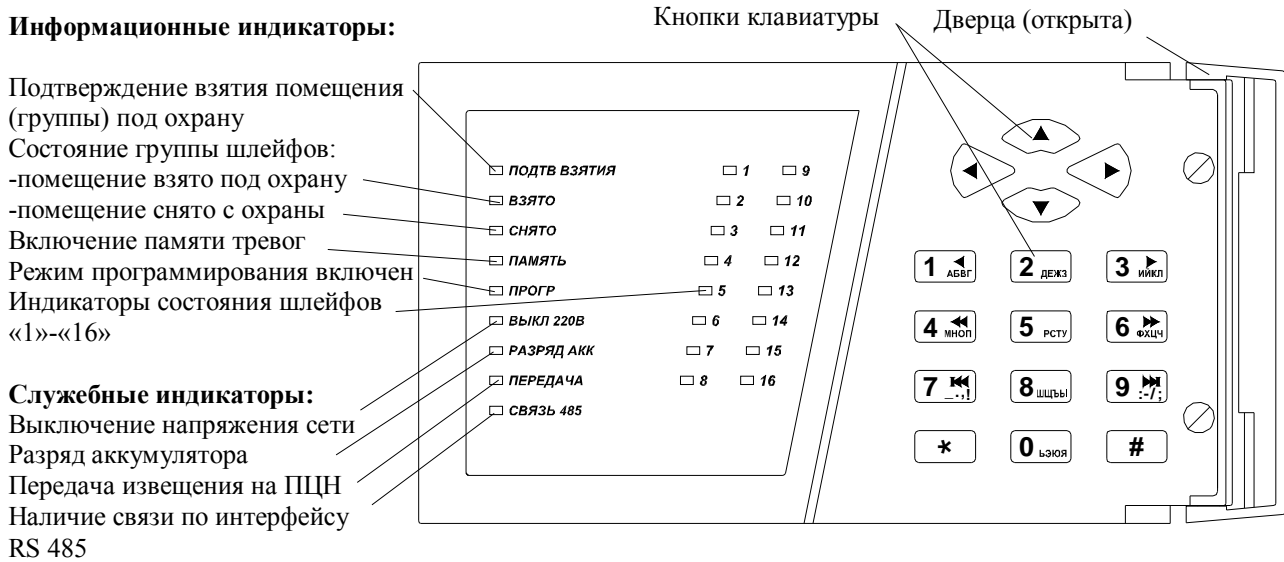 Информационные индикаторы:
Кнопки клавиатуры
Дверца (открыта)
Подтверждение взятия помещения
(группы) под охрану
Состояние группы шлейфов:
-помещение взято под охрану
-помещение снято с охраны
Включение памяти тревог
Режим программирования включен
Индикаторы состояния шлейфов
«1»-«16»
Служебные индикаторы:
Выключение напряжения сети
Разряд аккумулятора
Передача извещения на ПЦН
Наличие связи по интерфейсу
RS 485
ПОДТВ ВЗЯТИЯ 1 9
ВЗЯТО 2 10
СНЯТО 3 11
ПАМЯТЬ 4 12
ПРОГР 5 13
ВЫКЛ 220В 6 14
РАЗРЯД АКК 7 15
ПЕРЕДАЧА 8 16
СВЯЗЬ 485
1 АБВГ 2 ДЕЖЗ 3 ИЙКЛ
4 МНОП 5 РСТУ 6 ФХЦЧ
7 _.,! 8 ШЩЪЫ 9 :-/;
* 0 ЬЭЮЯ #